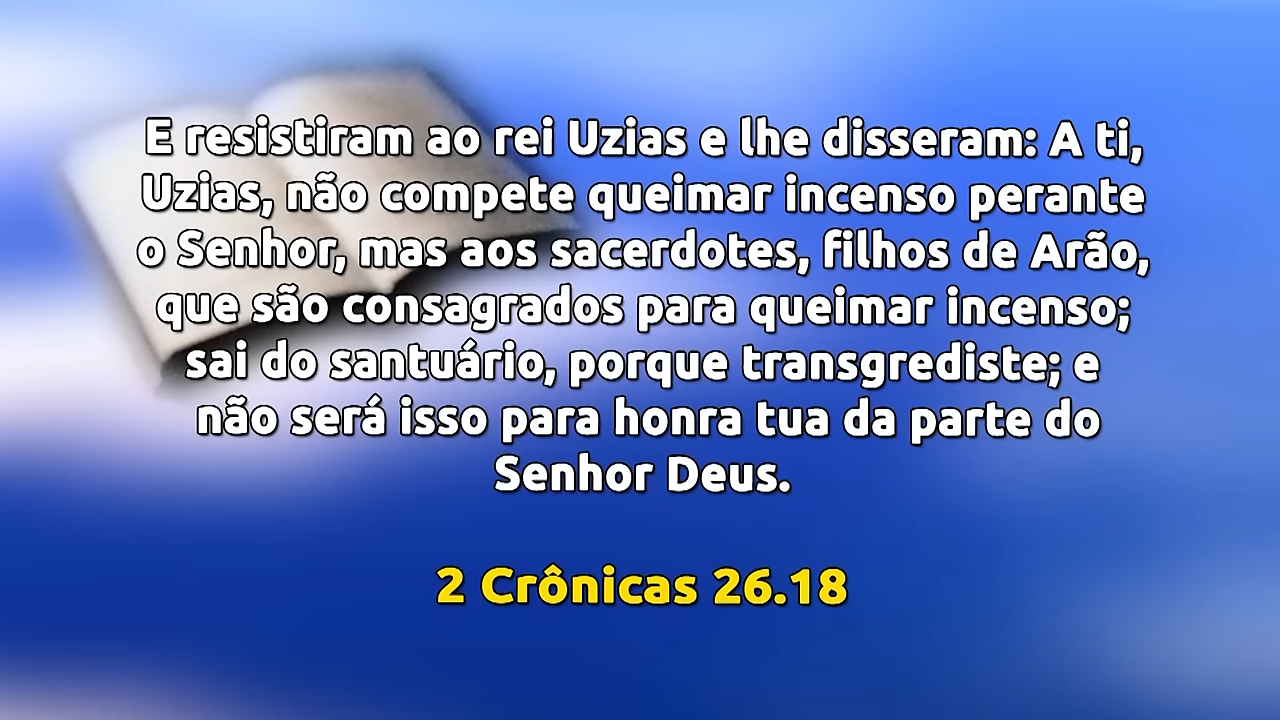 E resistiram ao rei Uzias e lhe disseram: A ti,
Uzias, não compete queimar incenso perante
o Senhor, mas aos sacerdotes, filhos de Arão,
que são consagrados para queimar incenso;
sai do santuário, porque transgrediste; e
não será isso para honra tua da parte do
Senhor Deus.
2 Crônicas 26.18